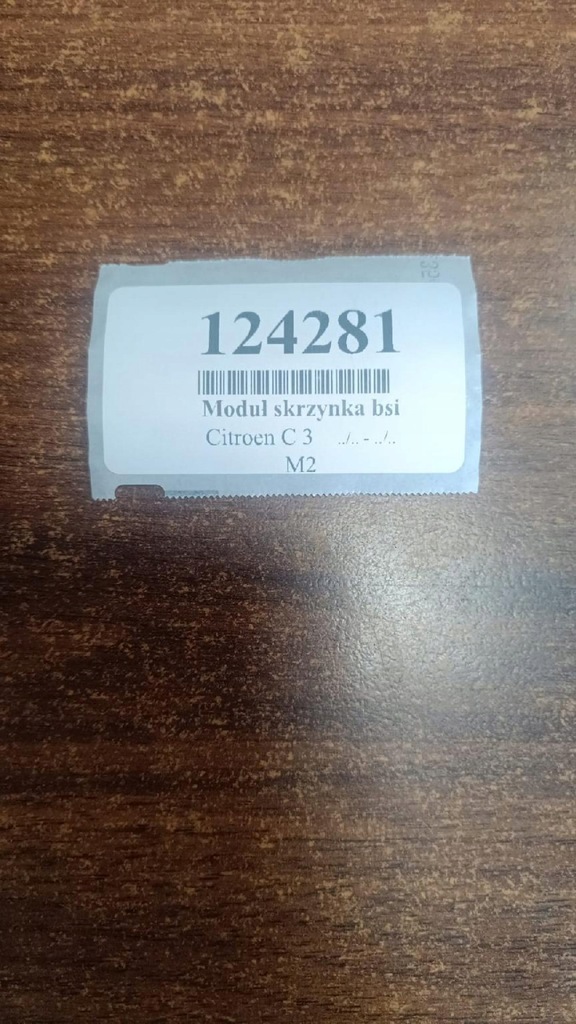 124281
Moduł skrzynka bsi
Citroen C 3 ../.. - ../..
M2